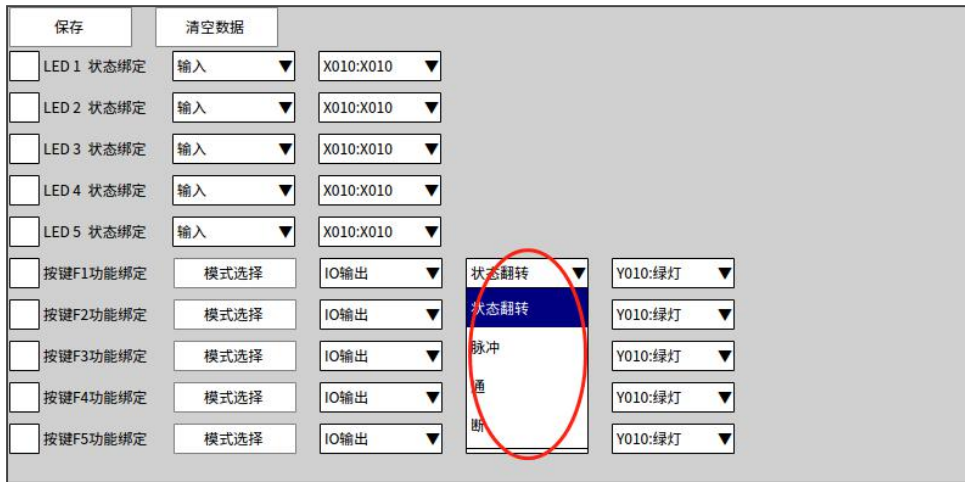 保存 清空数据
LED 1 状态绑定 输入 X010:X010
LED 2 状态绑定 输入 X010:X010
LED 3 状态绑定 输入 X010:X010
LED 4 状态绑定 输入 X010:X010
LED 5 状态绑定 输入 X010:X010
按键F1功能绑定 模式选择 IO输出 状态翻转 Y010:绿灯
状态翻转
按键F2功能绑定 模式选择 IO输出 Y010:绿灯
脉冲
按键F3功能绑定 模式选择 IO输出 Y010:绿灯
通
按键F4功能绑定 模式选择 IO输出 Y010:绿灯
断
按键F5功能绑定 模式选择 IO输出 Y010:绿灯